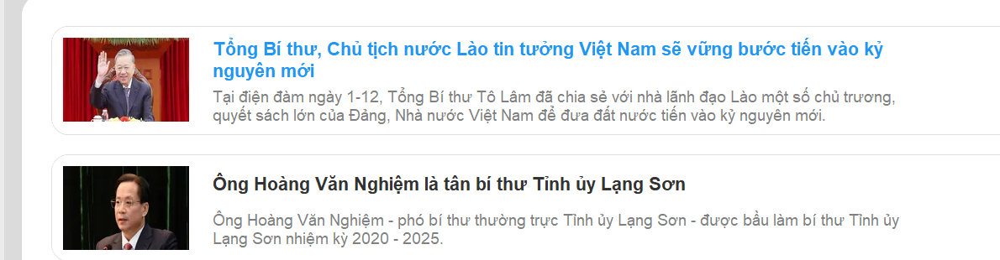 Tổng Bí thư, Chủ tịch nước Lào tin tưởng Việt Nam sẽ vững bước tiến vào kỷ
nguyên mới
Tại điện đàm ngày 1-12, Tổng Bí thư Tô Lâm đã chia sẻ với nhà lãnh đạo Lào một số chủ trương,
quyết sách lớn của Đảng, Nhà nước Việt Nam để đưa đất nước tiến vào kỷ nguyên mới.
Ông Hoàng Văn Nghiệm là tân bí thư Tỉnh ủy Lạng Sơn
Ông Hoàng Văn Nghiệm - phó bí thư thường trực Tỉnh ủy Lạng Sơn - được bầu làm bí thư Tỉnh ủy
Lạng Sơn nhiệm kỳ 2020 - 2025.